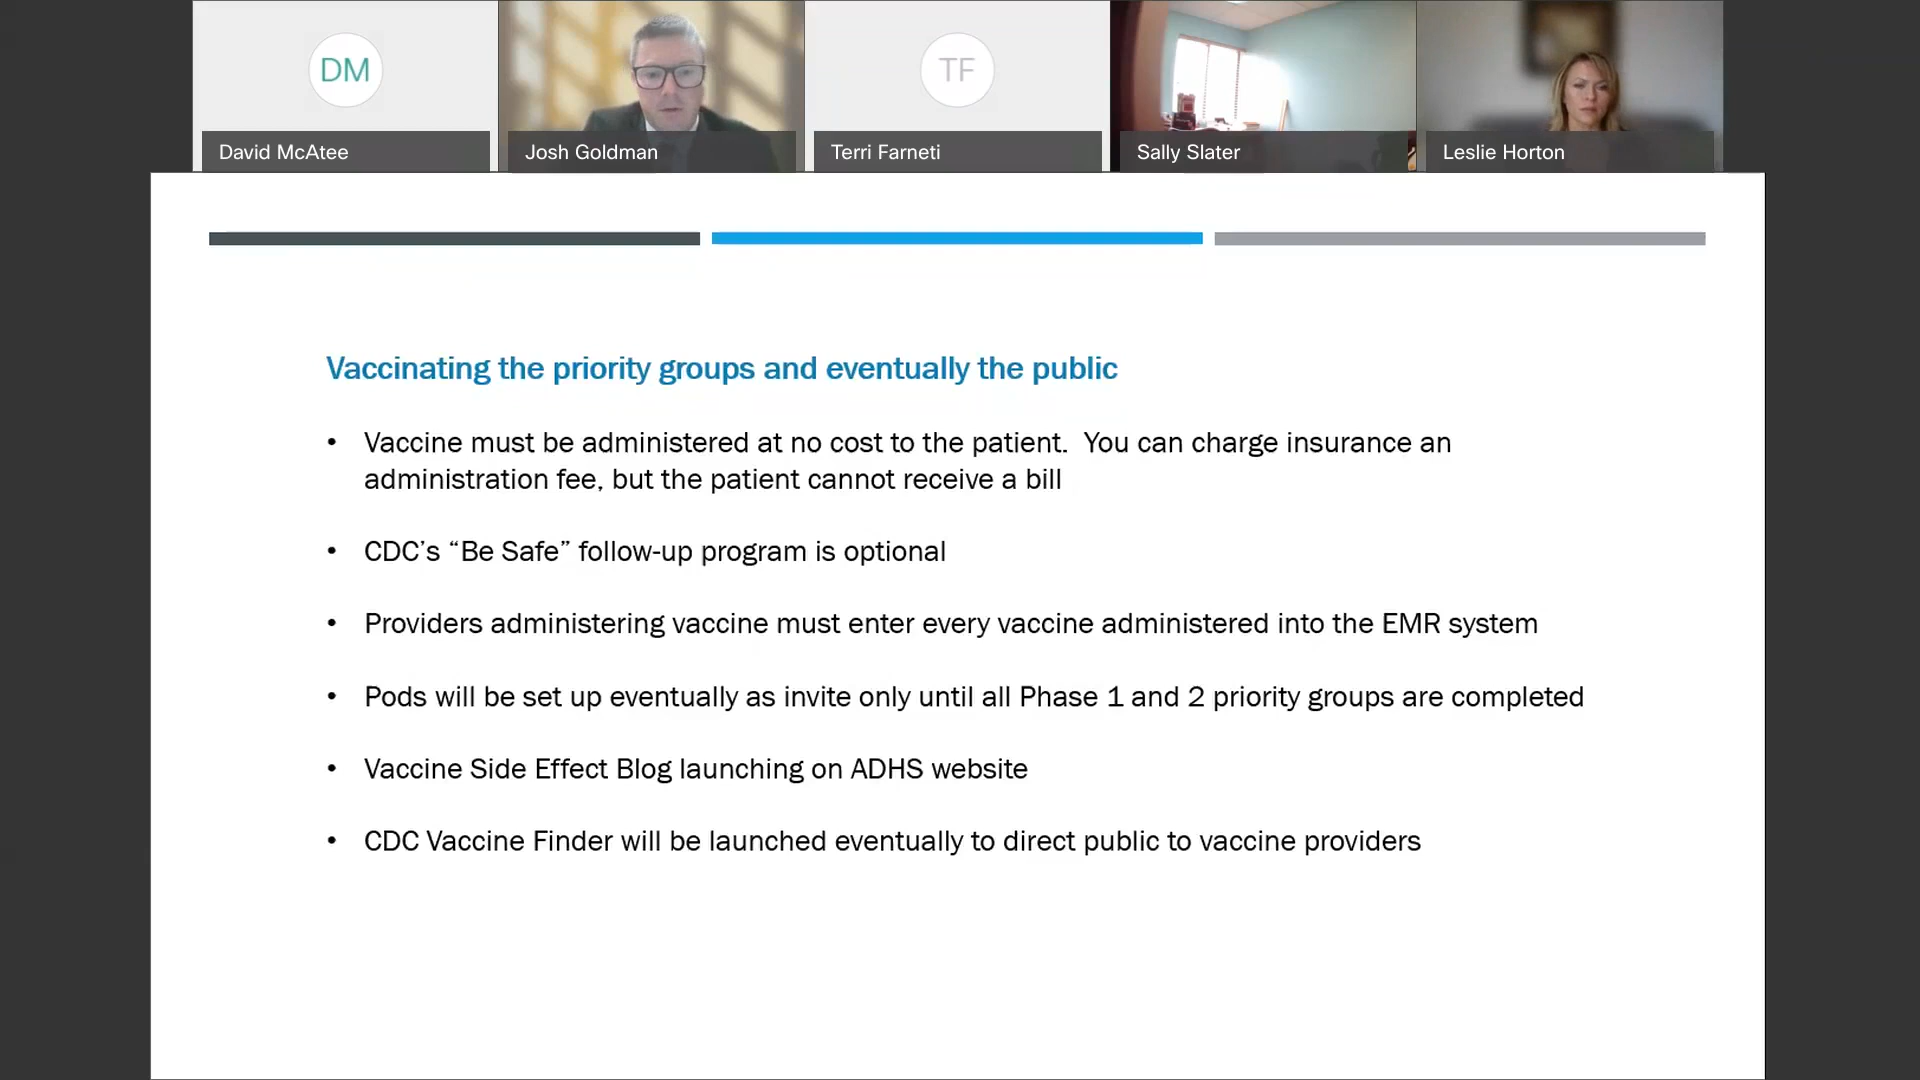 DM
TF
David McAtee
Josh Goldman
Terri Farneti
Sally Slater
Leslie Horton
Vaccinating the priority groups and eventually the public
• Vaccine must be administered at no cost to the patient.  You can charge insurance an
administration fee, but the patient cannot receive a bill
• CDC’s “Be Safe” follow-up program is optional
• Providers administering vaccine must enter every vaccine administered into the EMR system
• Pods will be set up eventually as invite only until all Phase 1 and 2 priority groups are completed
• Vaccine Side Effect Blog launching on ADHS website
• CDC Vaccine Finder will be launched eventually to direct public to vaccine providers